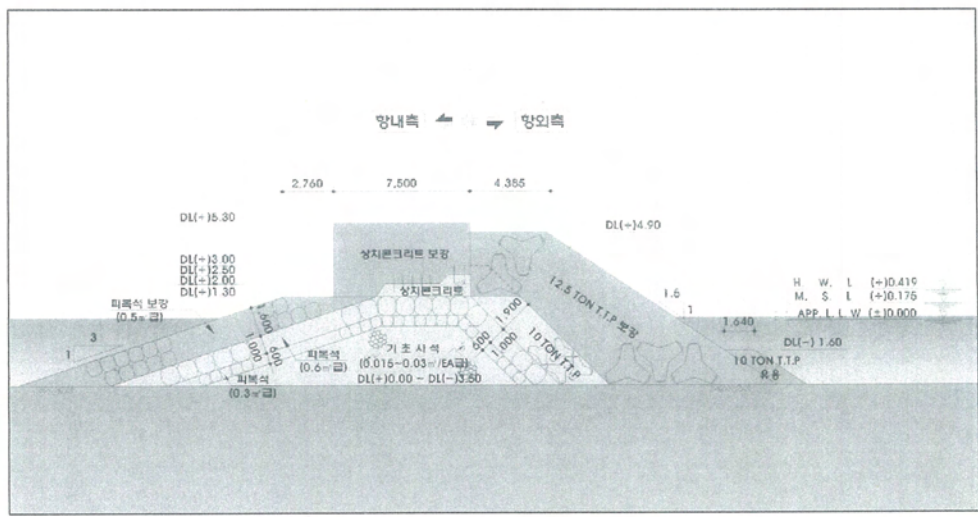 항내측 항외측
2.760 7,500 4.385
DL(+)5.30
DL(+)4.90
상치콘크리트 보강
DL(+)3.00
DL(+)2.50
DL(+)2.00
DL(+)1.30
상치콘크리트
12.5 TON T.T.P 보강
H W. L (+)0.419
M. S. L (+)0.175
APP. L. L. W (±)0.000
피복석 보강
(0.5㎥급)
1.600
1,900
1.6
1
1.640
3
1
1,000
600
기초사석
(0.015~0.03㎥/EA급)
DL(+)0.00 ~ DL(-)3.50
600
1,000
10 TON T.T.P
DL(-) 1.60
피복석
(0.6㎥급)
피복석
(0.3㎥급)
10 TON T.T.P
유용